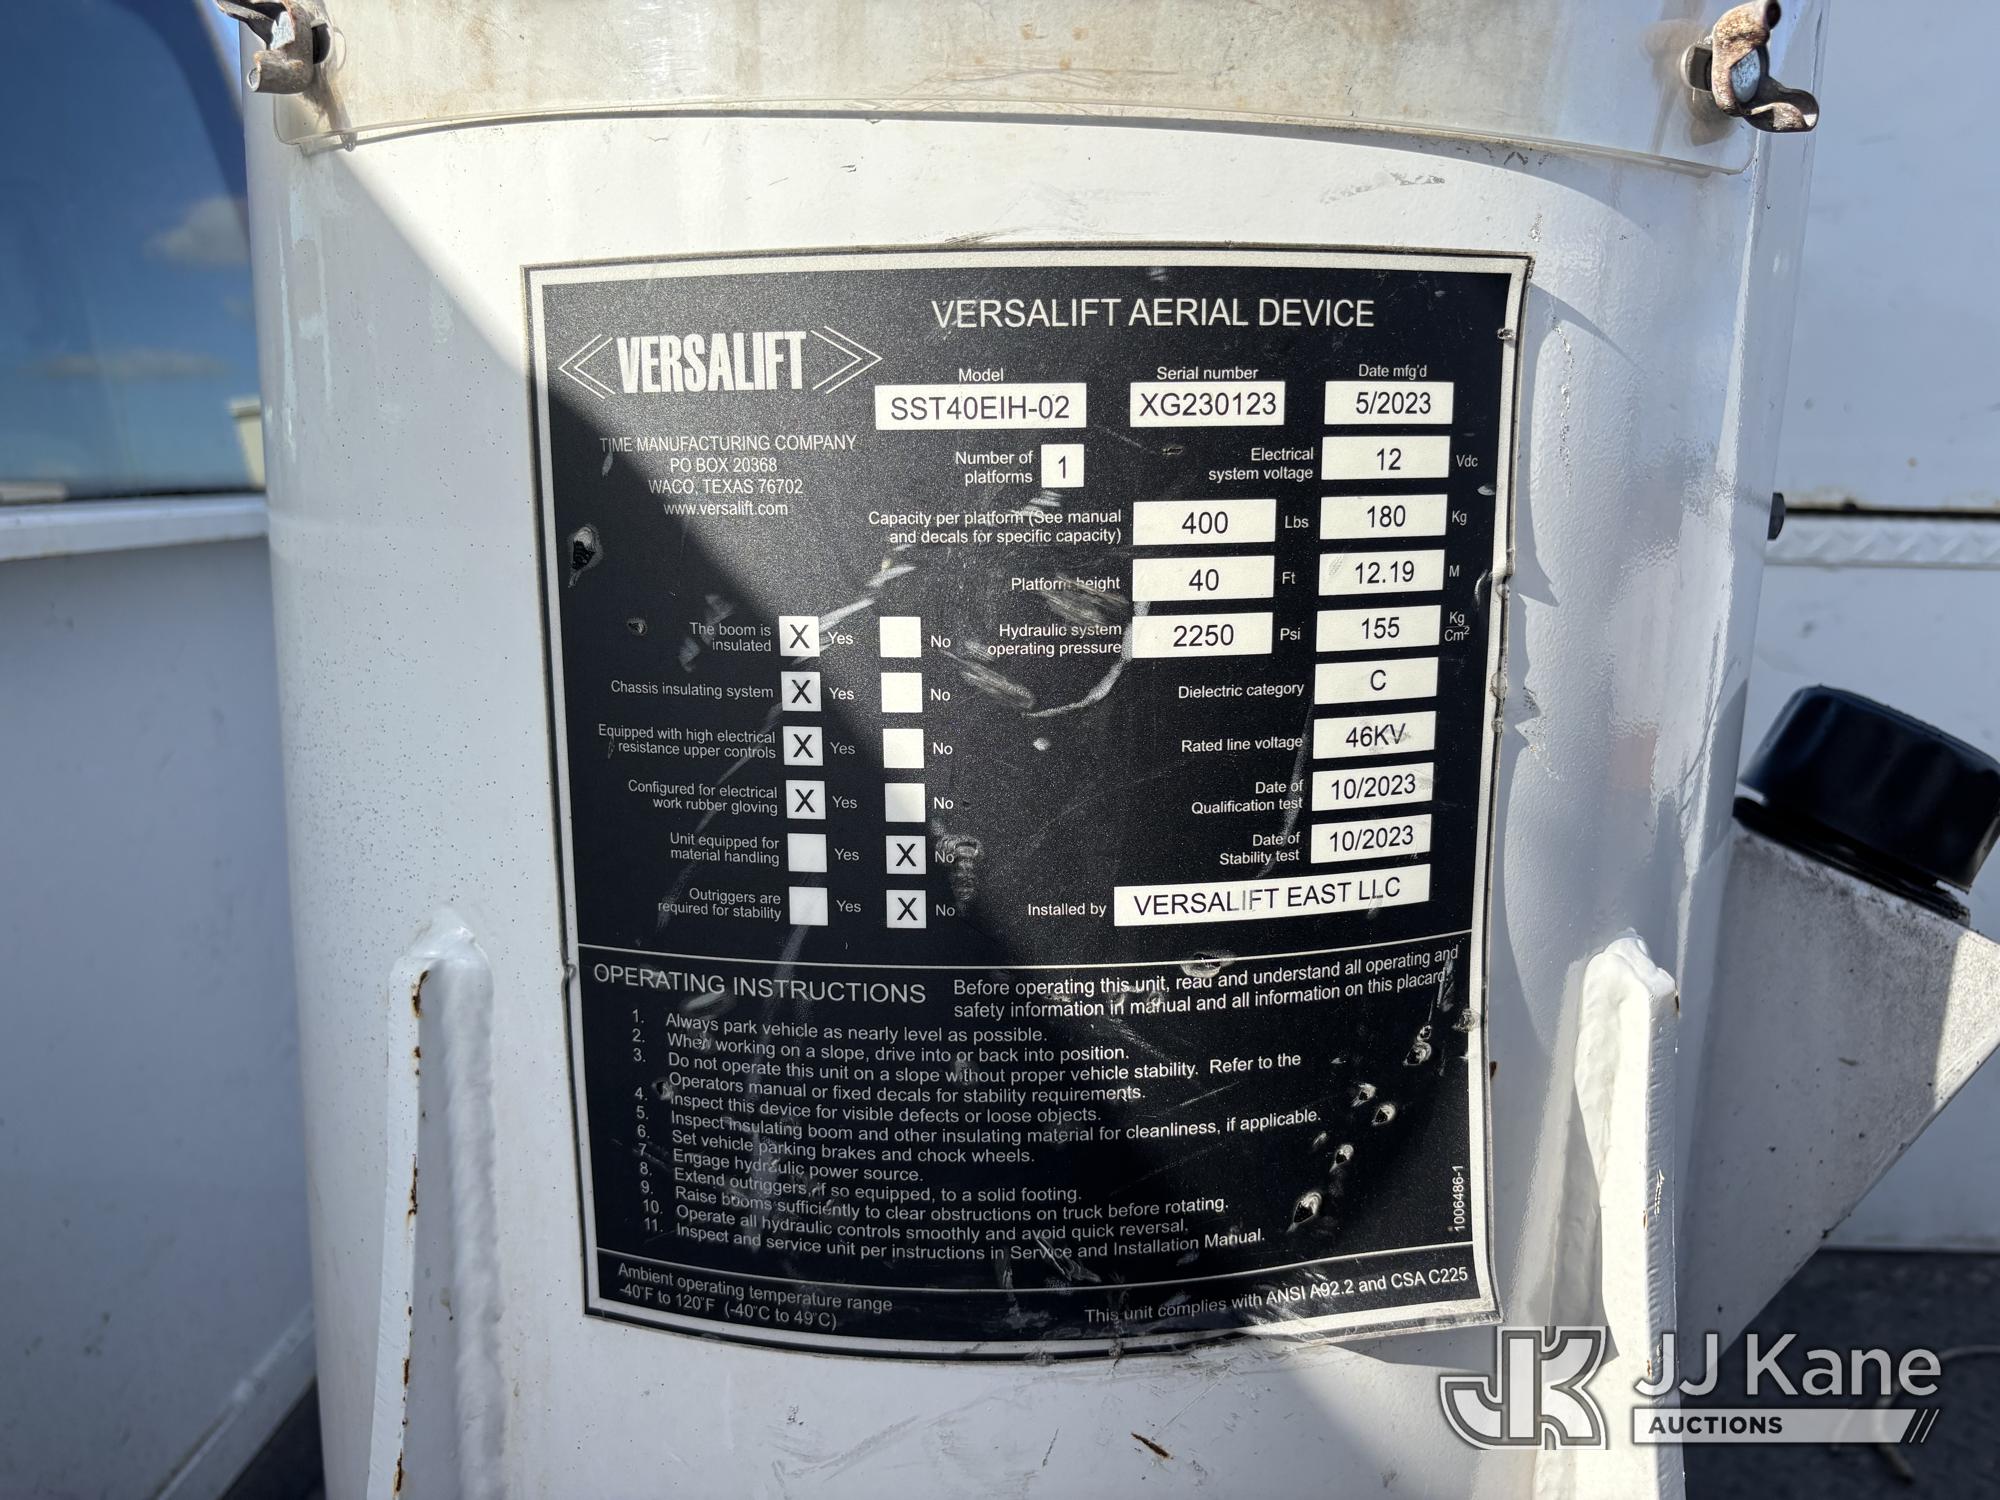 VERSALIFT
VERSALIFT AERIAL DEVICE
TIME MANUFACTURING COMPANY
PO BOX 20368
WACO, TEXAS 76702
www.versalift.com
Model
SST40EIH-02
Serial number
XG230123
Date mfg'd
5/2023
Number of
platforms
1
Electrical
system voltage
12 Vdc
Capacity per platform (See manual
and decals for specific capacity)
400 Lbs 180 Kg
Platform height
40 Ft 12.19 M
Hydraulic system
operating pressure
2250 Psi 155 Kg
Cm²
Dielectric category C
Rated line voltage 46KV
Date of
Qualification test
10/2023
Date of
Stability test
10/2023
Installed by VERSALIFT EAST LLC
The boom is
insulated
X Yes No
Chassis insulating system X Yes No
Equipped with high electrical
resistance upper controls
X Yes No
Configured for electrical
work rubber gloving
X Yes No
Unit equipped for
material handling
Yes X No
Outriggers are
required for stability
Yes X No
OPERATING INSTRUCTIONS
Before operating this unit, read and understand all operating and
safety information in manual and all information on this placard.
1. Always park vehicle as nearly level as possible.
2. When working on a slope, drive into or back into position.
3. Do not operate this unit on a slope without proper vehicle stability. Refer to the
Operators manual or fixed decals for stability requirements.
4. Inspect this device for visible defects or loose objects.
5. Inspect insulating boom and other insulating material for cleanliness, if applicable.
6. Set vehicle parking brakes and chock wheels.
7. Engage hydraulic power source.
8. Extend outriggers, if so equipped, to a solid footing.
9. Raise booms sufficiently to clear obstructions on truck before rotating.
10. Operate all hydraulic controls smoothly and avoid quick reversal.
11. Inspect and service unit per instructions in Service and Installation Manual.
1006486-1
Ambient operating temperature range
-40°F to 120°F (-40°C to 49°C)
This unit complies with ANSI A92.2 and CSA C225
JK
JJ Kane
AUCTIONS